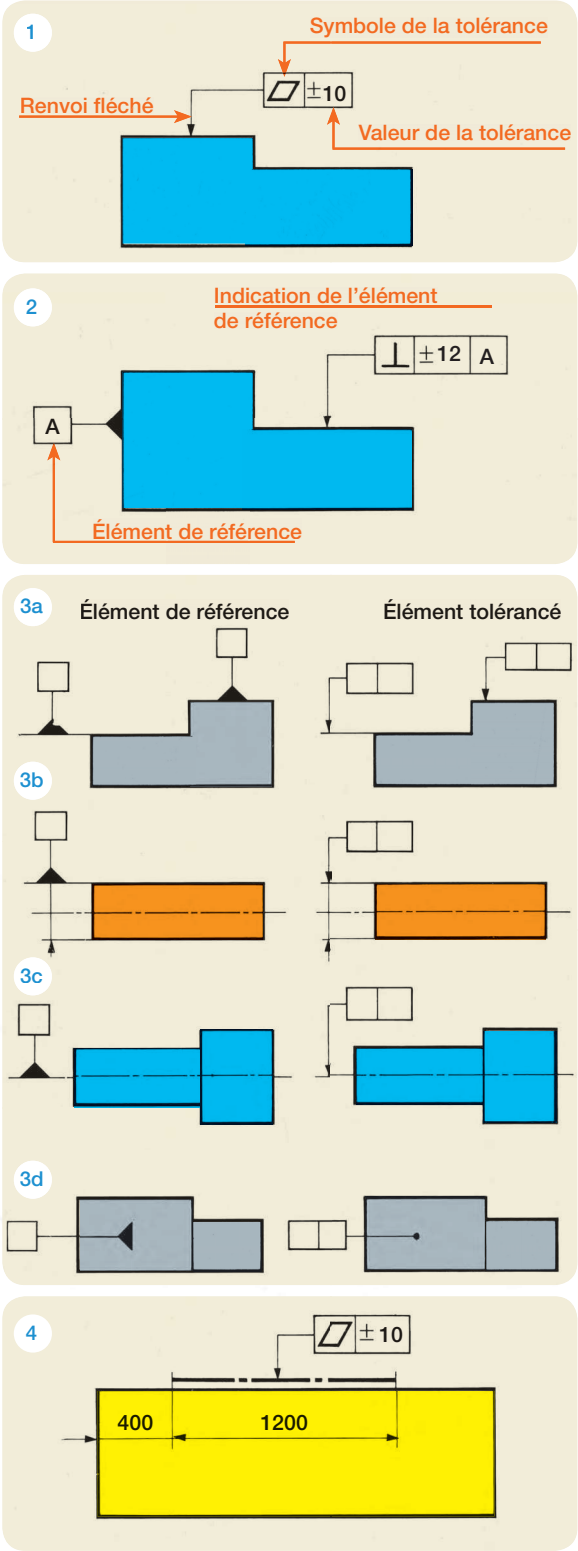 1
Symbole de la tolérance
±10
Renvoi fléché
Valeur de la tolérance
2
Indication de l'élément
de référence
±12 A
A
Élément de référence
3a
Élément de référence
Élément tolérancé
3b
3c
3d
4
±10
400
1200